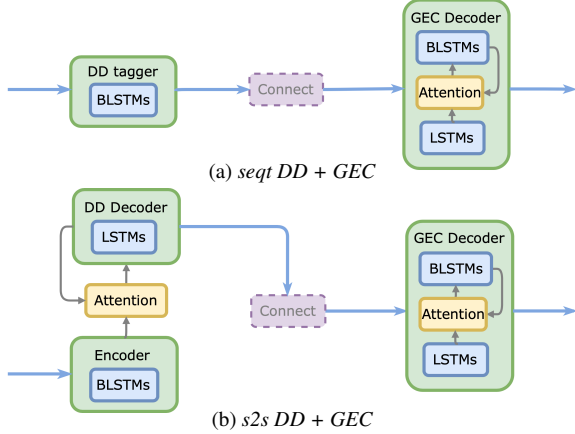 GEC Decoder
BLSTMs
DD tagger
BLSTMs
Connect
Attention
LSTMs
(a) seqt DD + GEC
DD Decoder
LSTMs
GEC Decoder
BLSTMs
Attention
Connect
Attention
Encoder
LSTMs
BLSTMs
(b) s2s DD + GEC